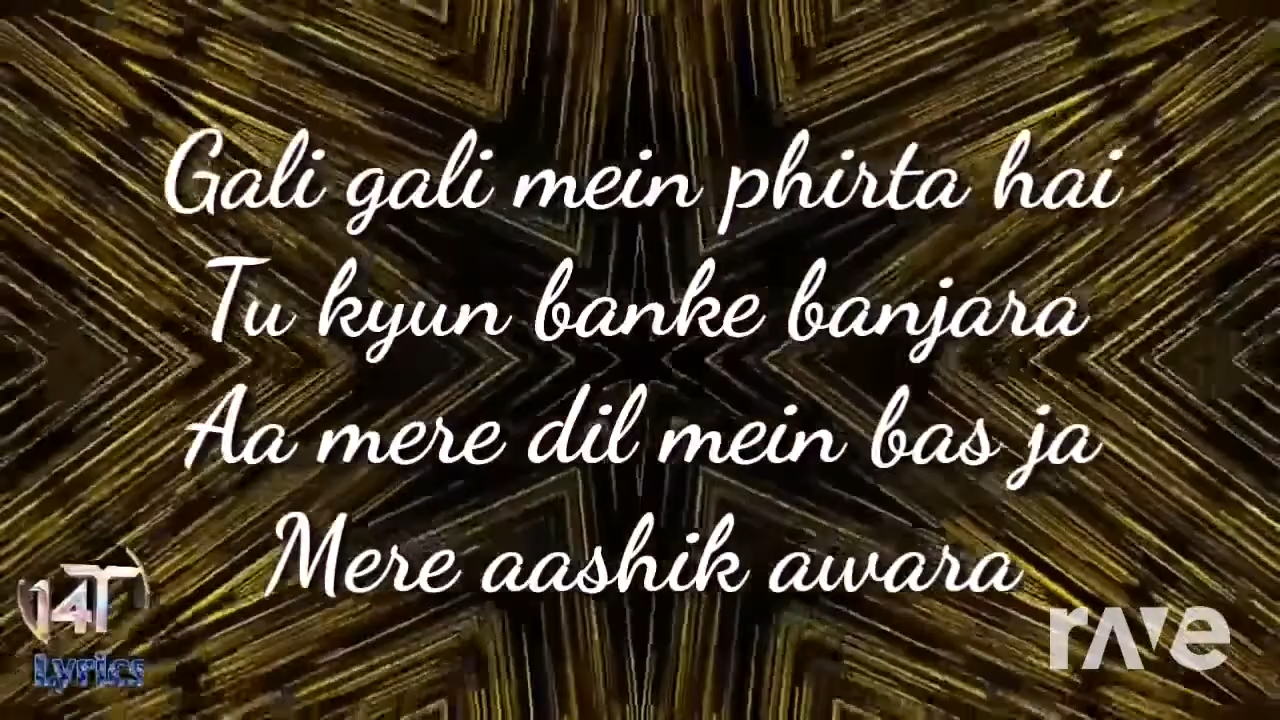 Gali gali mein phirta hai
Tu kyun banke banjara
Aa mere dil mein bas ja
Mere aashik awara
14T
Lyrics
rave